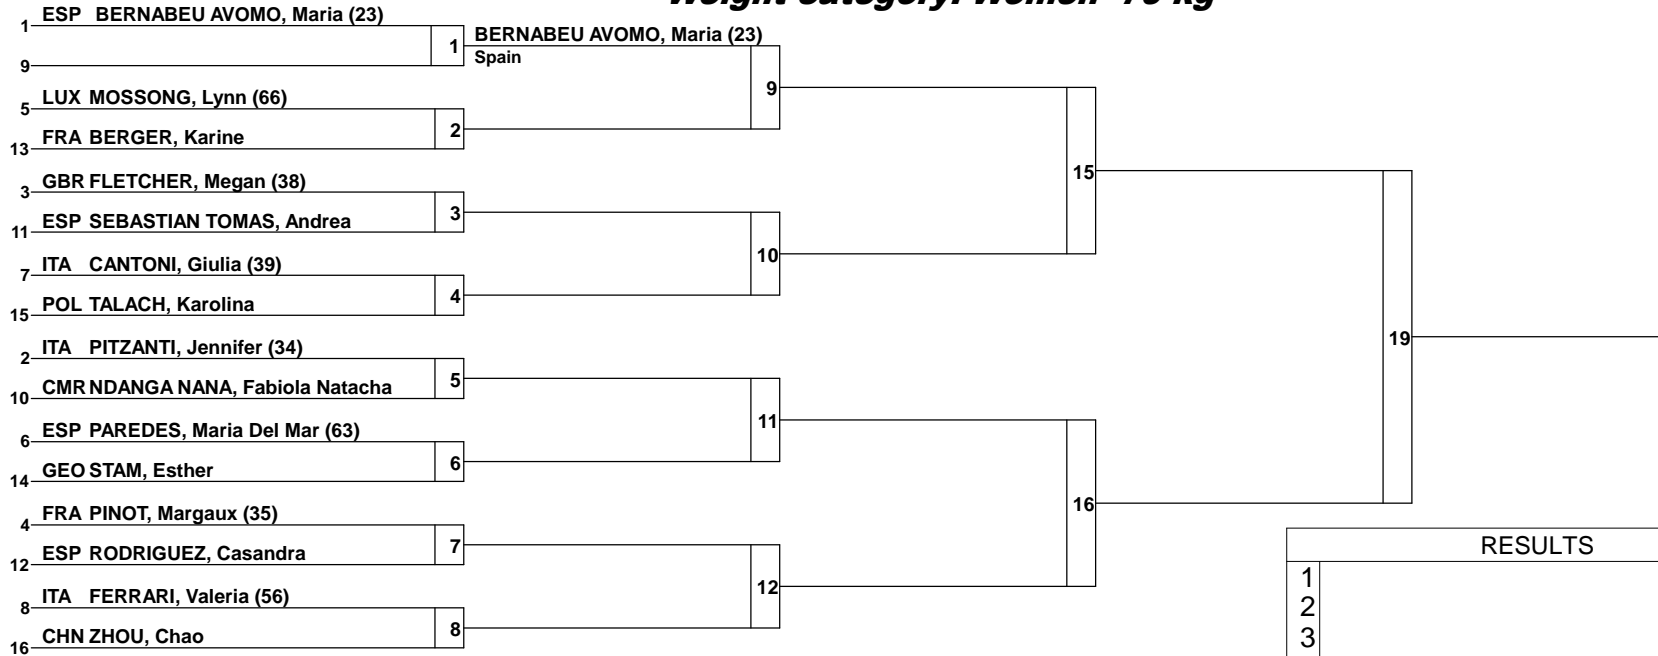 Weight category: Women -70 kg
ESP BERNABEU AVOMO, Maria (23)
1
1
BERNABEU AVOMO, Maria (23)
Spain
9
9
LUX MOSSONG, Lynn (66)
5
2
FRA BERGER, Karine
13
15
GBR FLETCHER, Megan (38)
3
3
ESP SEBASTIAN TOMAS, Andrea
11
10
ITA CANTONI, Giulia (39)
7
4
POL TALACH, Karolina
15
19
ITA PITZANTI, Jennifer (34)
2
5
CMR NDANGA NANA, Fabiola Natacha
10
11
ESP PAREDES, Maria Del Mar (63)
6
6
GEO STAM, Esther
14
16
FRA PINOT, Margaux (35)
4
7
ESP RODRIGUEZ, Casandra
12
12
ITA FERRARI, Valeria (56)
8
8
CHN ZHOU, Chao
16
RESULTS
1
2
3